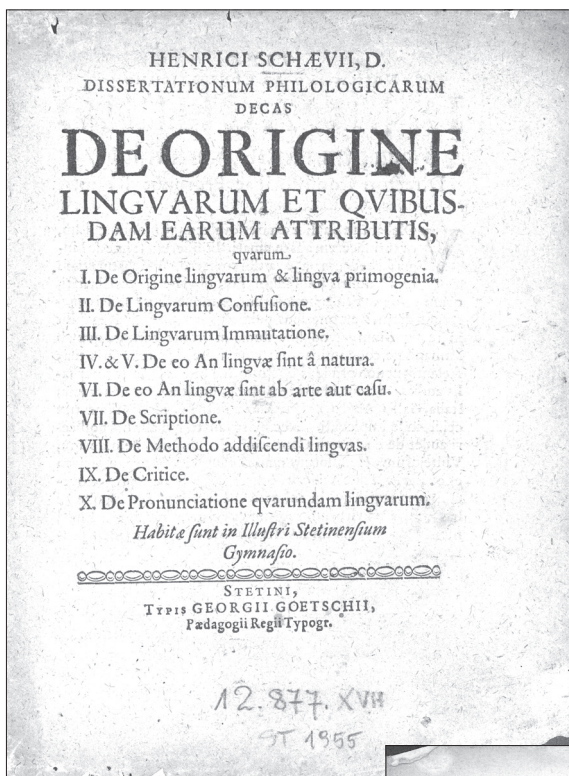 HENRICI SCHÆVII, D.
DISSERTATIONUM PHILOLOGICARUM
DECAS
DE ORIGINE
LINGVARUM ET QVIBUS-
DAM EARUM ATTRIBUTIS,
qvarum
I. De Origine lingvarum & lingva primogenia.
II. De Lingvarum Confuſione.
III. De Lingvarum Immutatione.
IV. & V. De eo An lingvæ ſint â natura.
VI. De eo An lingvæ ſint ab arte aut caſu.
VII. De Scriptione.
VIII. De Methodo addiſcendi lingvas.
IX. De Critice.
X. De Pronunciatione qvarundam lingvarum.
Habitæ ſunt in Illuſtri Stetinenſium
Gymnaſio.
STETINI,
TYPIS GEORGII GOETSCHII,
Pædagogii Regii Typogr.
12.877. XVII
ST 1955